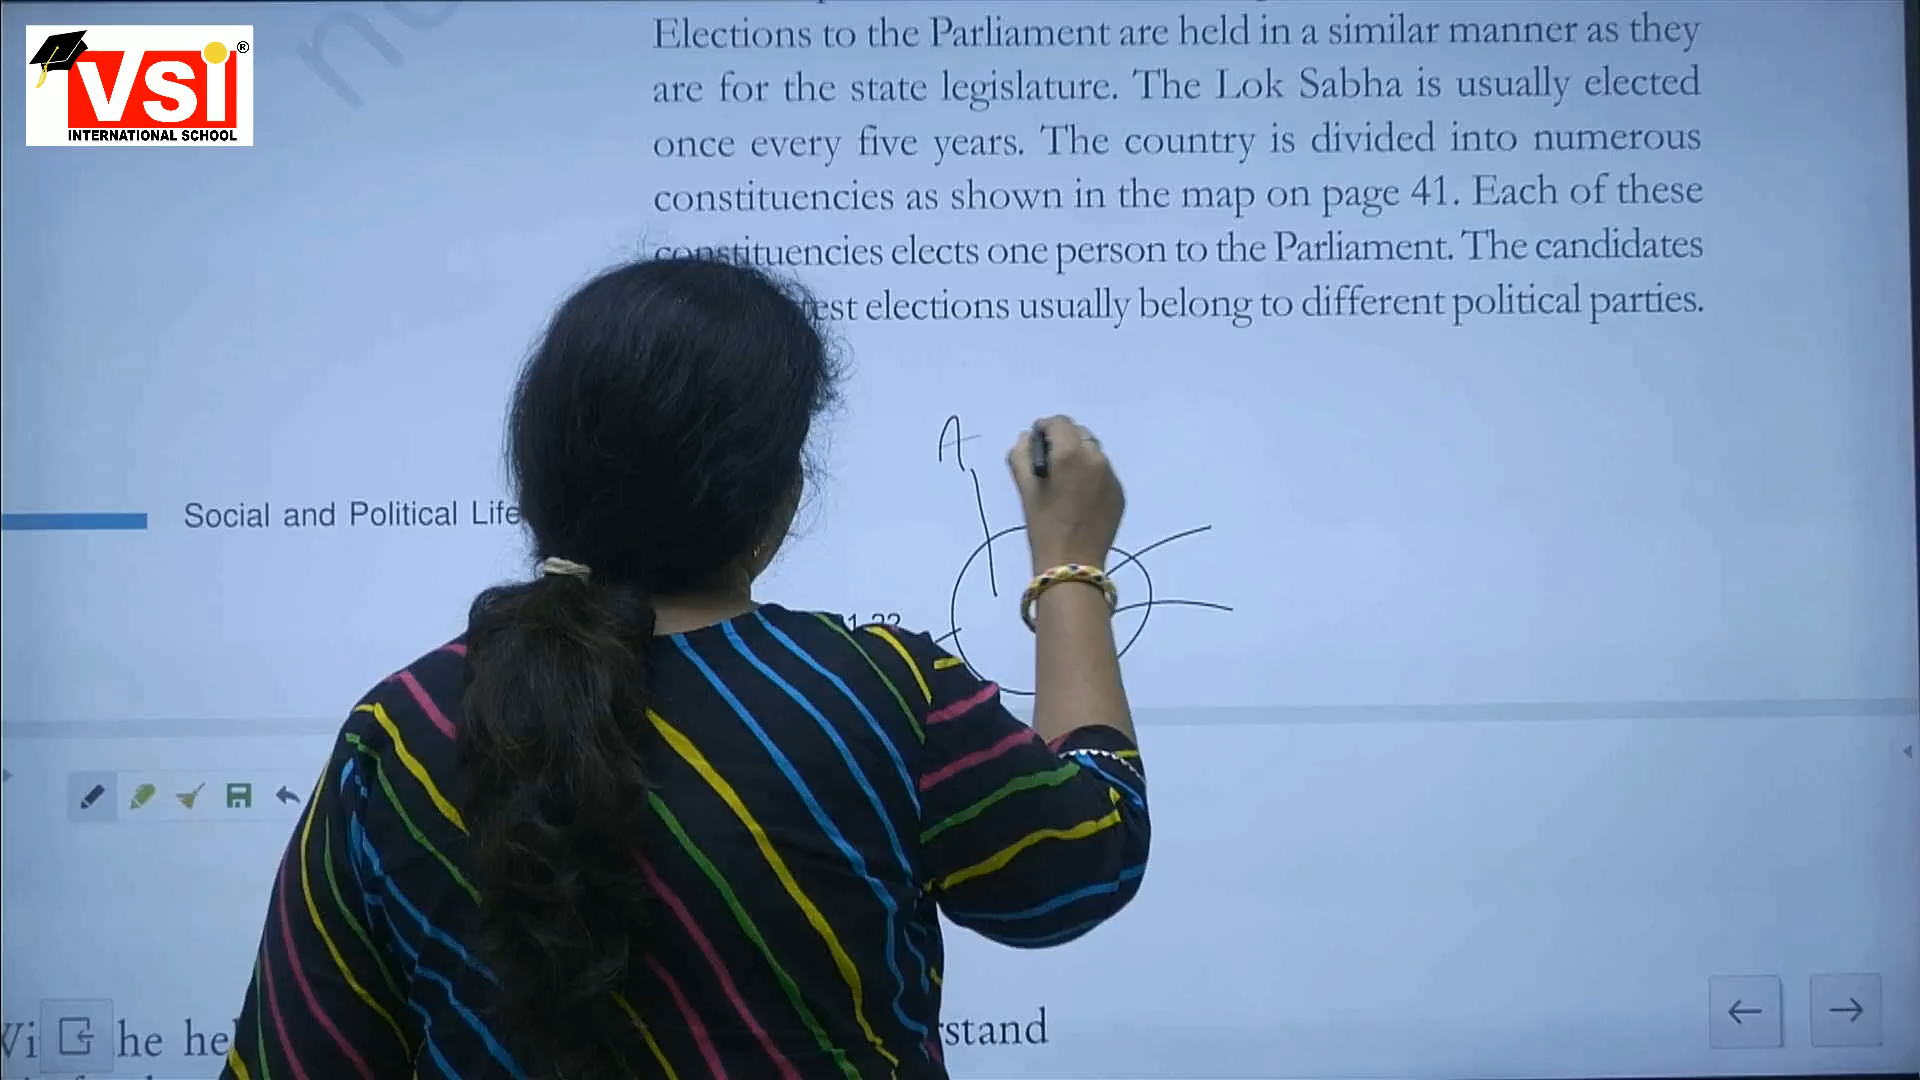 VSI ®
INTERNATIONAL SCHOOL
Elections to the Parliament are held in a similar manner as they
are for the state legislature. The Lok Sabha is usually elected
once every five years. The country is divided into numerous
constituencies as shown in the map on page 41. Each of these
constituencies elects one person to the Parliament. The candidates
elections usually belong to different political parties.
A
Social and Political Life
he
stand